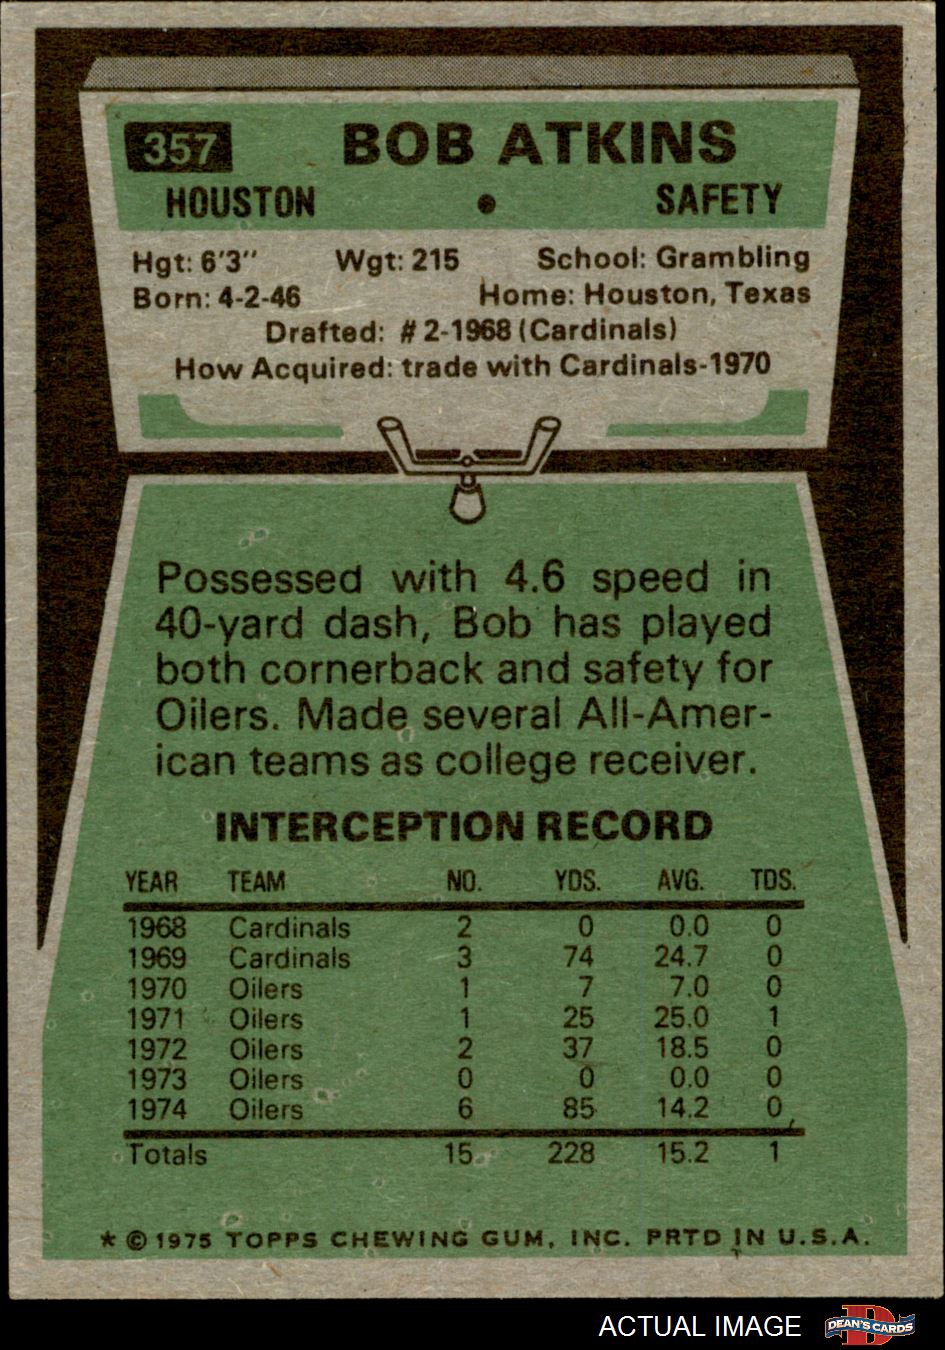 357 BOB ATKINS
HOUSTON • SAFETY
Hgt: 6'3" Wgt: 215 School: Grambling
Born: 4-2-46 Home: Houston, Texas
Drafted: #2-1968 (Cardinals)
How Acquired: trade with Cardinals-1970
Possessed with 4.6 speed in
40-yard dash, Bob has played
both cornerback and safety for
Oilers. Made several All-Amer-
ican teams as college receiver.
INTERCEPTION RECORD
YEAR TEAM NO. YDS. AVG. TDS.
1968 Cardinals 2 0 0.0 0
1969 Cardinals 3 74 24.7 0
1970 Oilers 1 7 7.0 0
1971 Oilers 1 25 25.0 1
1972 Oilers 2 37 18.5 0
1973 Oilers 0 0 0.0 0
1974 Oilers 6 85 14.2 0
Totals 15 228 15.2 1
* © 1975 TOPPS CHEWING GUM, INC. PRTD IN U.S.A.
ACTUAL IMAGE D DEAN'S CARDS